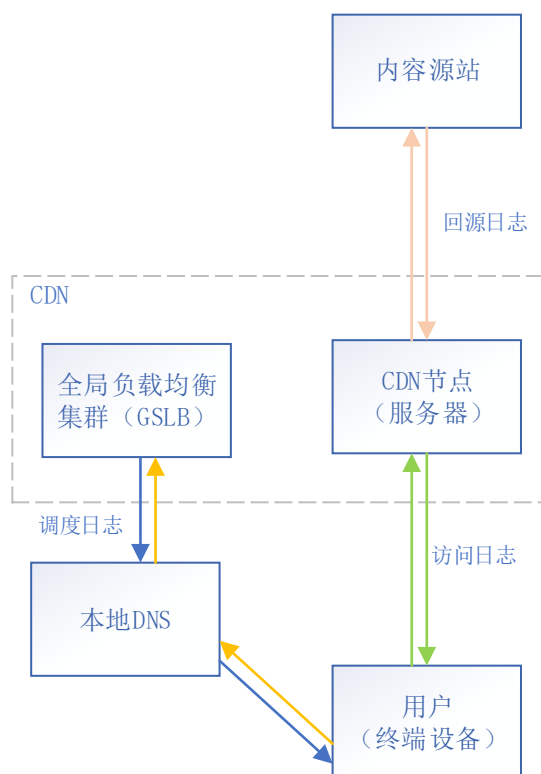 内容源站
回源日志
CDN
全局负载均衡
集群（GSLB）
CDN节点
（服务器）
调度日志
访问日志
本地DNS
用户
（终端设备）